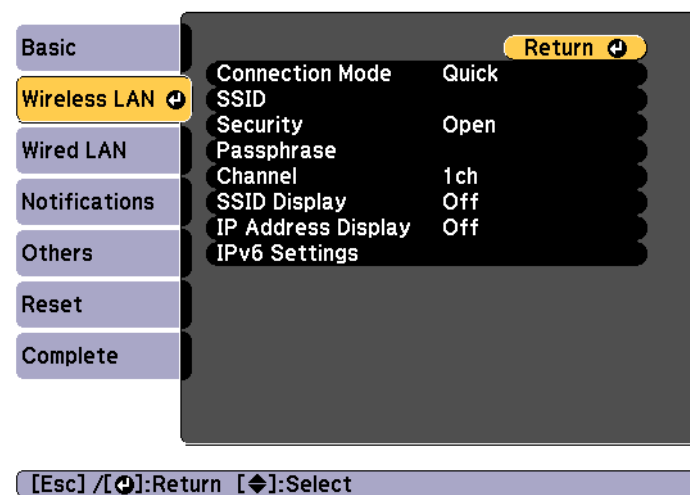 Basic
Wireless LAN
Wired LAN
Notifications
Others
Reset
Complete
Return
Connection Mode Quick
SSID
Security Open
Passphrase
Channel 1ch
SSID Display Off
IP Address Display Off
IPv6 Settings
[Esc] /[⏎]:Return [◆]:Select